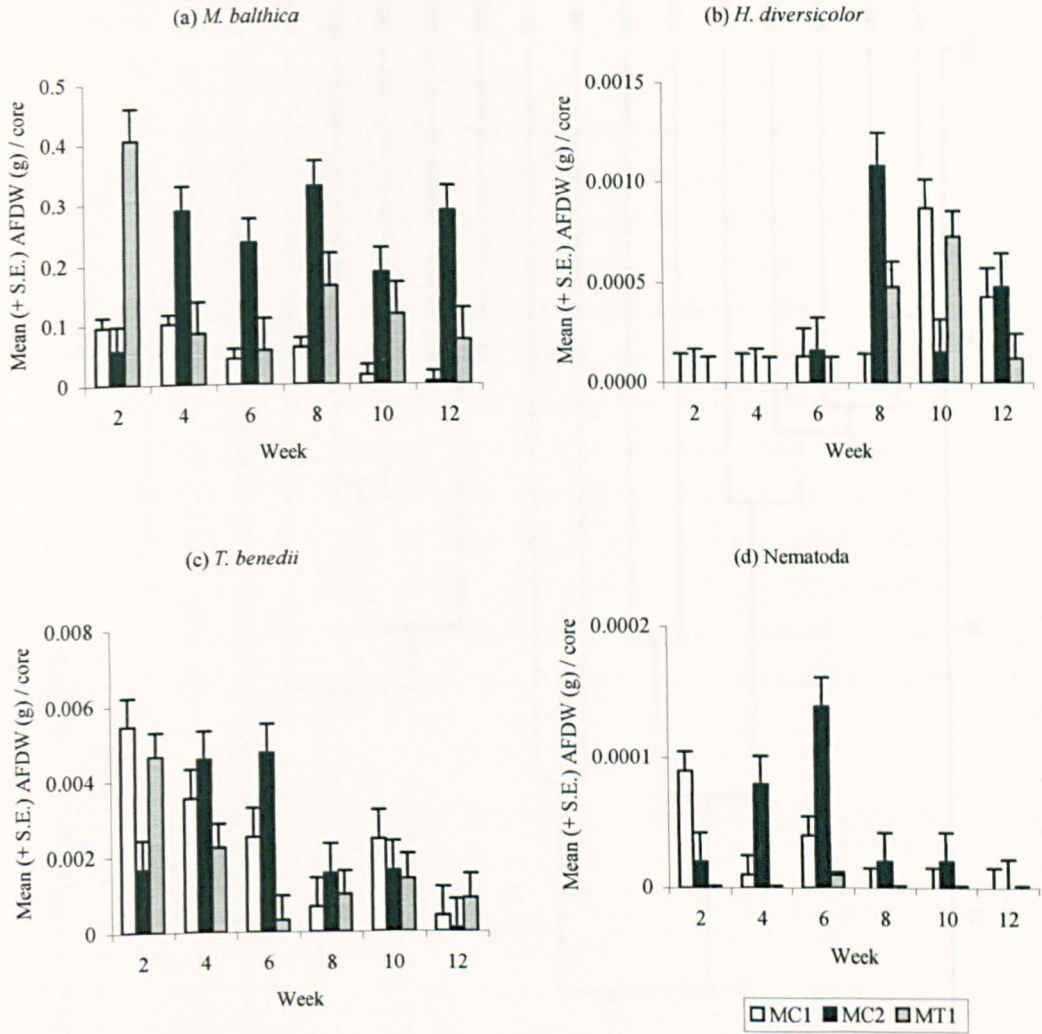 (a) M. balthica
Mean (+ S.E.) AFDW (g) / core
0.5
0.4
0.3
0.2
0.1
0
2 4 6 8 10 12
Week
(b) H. diversicolor
Mean (+ S.E.) AFDW (g) / core
0.0015
0.0010
0.0005
0.0000
2 4 6 8 10 12
Week
(c) T. benedii
Mean (+ S.E.) AFDW (g) / core
0.008
0.006
0.004
0.002
0
2 4 6 8 10 12
Week
(d) Nematoda
Mean (+ S.E.) AFDW (g) / core
0.0002
0.0001
0
2 4 6 8 10 12
Week
MC1 MC2 MT1